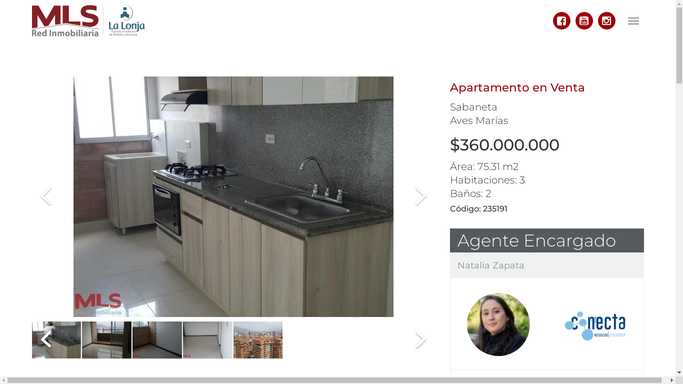 MLS
Red Inmobiliaria
La Lonja
Apartamento en Venta
Sabaneta
Aves Marías
$360.000.000
Área: 75,31 m2
Habitaciones: 3
Baños: 2
Código: 235191
Agente Encargado
Natalia Zapata
MLS
conecta